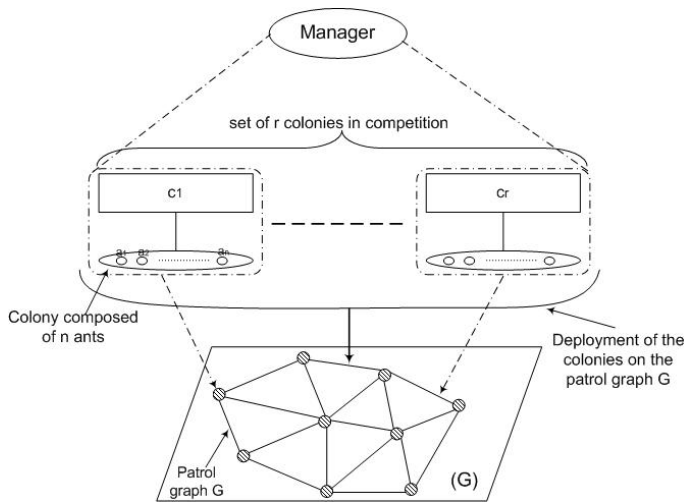 Manager
set of r colonies in competition
c1
cr
a1 a2 an
Colony composed
of n ants
Deployment of the
colonies on the
patrol graph G
Patrol
graph G
(G)